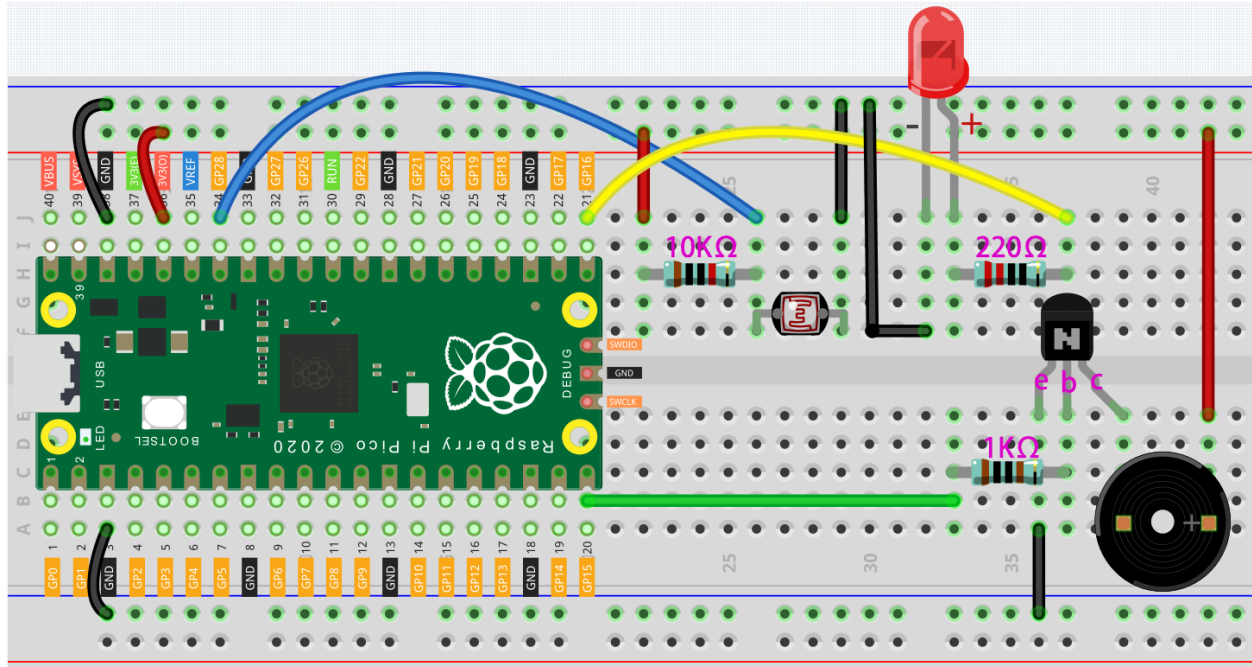 - +
VBUS VSYS GND 3V3(E) 3V3(O) VREF GP28 GND GP27 GP26 RUN GP22 GND GP21 GP20 GP19 GP18 GND GP17 GP16
40 39 38 37 36 35 34 33 32 31 30 29 28 27 26 25 24 23 22 21
25 35 40
J
I
10KΩ 220Ω
H
39
G
F
USB
DEBUG
SWDIO
GND
SWCLK
N
e b c
E
LED
BOOTSEL
Raspberry Pi Pico © 2020
D
1KΩ
C
1 2
B
+
A
1 2 3 4 5 6 7 8 9 10 11 12 13 14 15 16 17 18 19 20
25 30 35
GP0 GP1 GND GP2 GP3 GP4 GP5 GND GP6 GP7 GP8 GP9 GND GP10 GP11 GP12 GP13 GND GP14 GP15